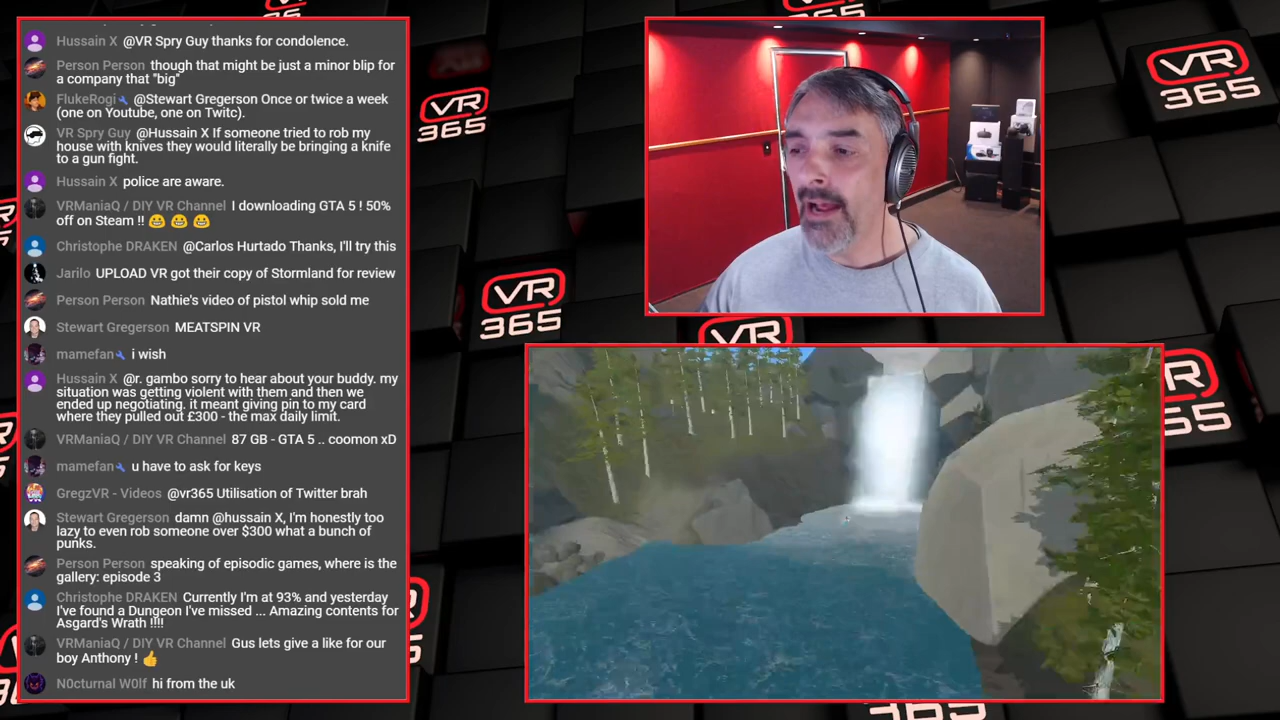 Hussain X @VR Spry Guy thanks for condolence.
Person Person though that might be just a minor blip for
a company that "big"
FlukeRogi @Stewart Gregerson Once or twice a week
(one on Youtube, one on Twitc).
VR Spry Guy @Hussain X If someone tried to rob my
house with knives they would literally be bringing a knife
to a gun fight.
Hussain X police are aware.
VRManiaQ / DIY VR Channel I downloading GTA 5 ! 50%
off on Steam !! 😀 😀 😀
Christophe DRAKEN @Carlos Hurtado Thanks, I'll try this
Jarilo UPLOAD VR got their copy of Stormland for review
Person Person Nathie's video of pistol whip sold me
Stewart Gregerson MEATSPIN VR
mamefan i wish
Hussain X @r. gambo sorry to hear about your buddy. my
situation was getting violent with them and then we
ended up negotiating. it meant giving pin to my card
where they pulled out £300 - the max daily limit.
VRManiaQ / DIY VR Channel 87 GB - GTA 5 .. coomon xD
mamefan u have to ask for keys
GregzVR - Videos @vr365 Utilisation of Twitter brah
Stewart Gregerson damn @hussain X, I'm honestly too
lazy to even rob someone over $300 what a bunch of
punks.
Person Person speaking of episodic games, where is the
gallery: episode 3
Christophe DRAKEN Currently I'm at 93% and yesterday
I've found a Dungeon I've missed ... Amazing contents for
Asgard's Wrath !!!!
VRManiaQ / DIY VR Channel Gus lets give a like for our
boy Anthony ! 👍
N0cturnal W0lf hi from the uk
VR
365
VR
365
VR
365
VR
365